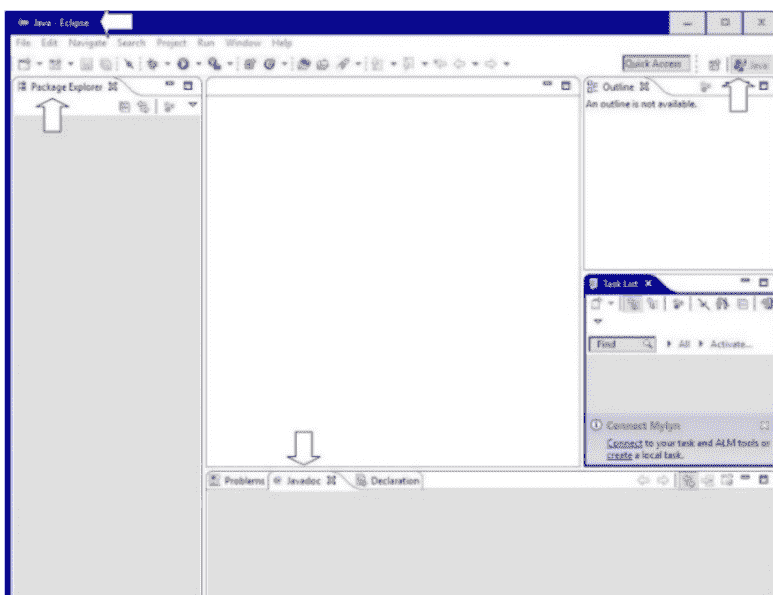 Java - Eclipse
File Edit Navigate Search Project Run Window Help
Quick Access
Java
Package Explorer
Outline
An outline is not available.
Task List
Find
All
Activate...
Connect Mylyn
Connect to your task and ALM tools or
create a local task.
Problems
@ Javadoc
Declaration